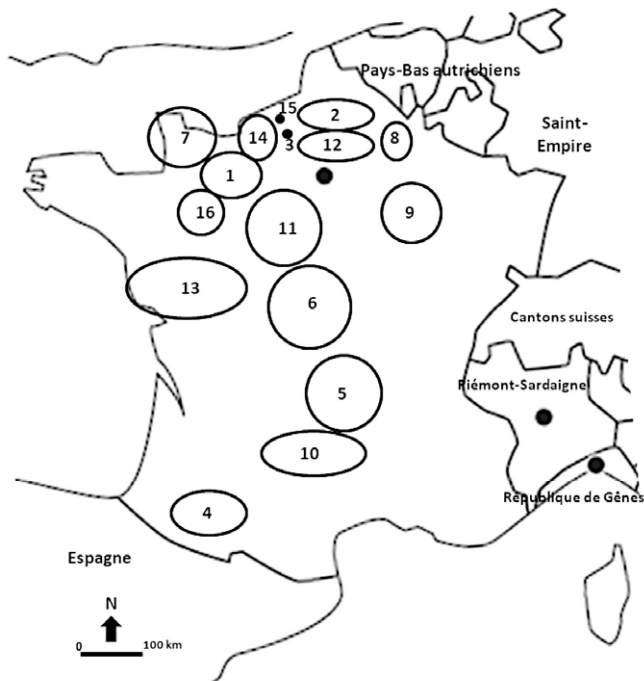 Pays-Bas autrichiens
15
2
Saint-
Empire
7
14
3
12
8
1
16
11
9
13
6
Cantons suisses
5
Piémont-Sardaigne
10
République de Gênes
4
Espagne
N
0
100 km